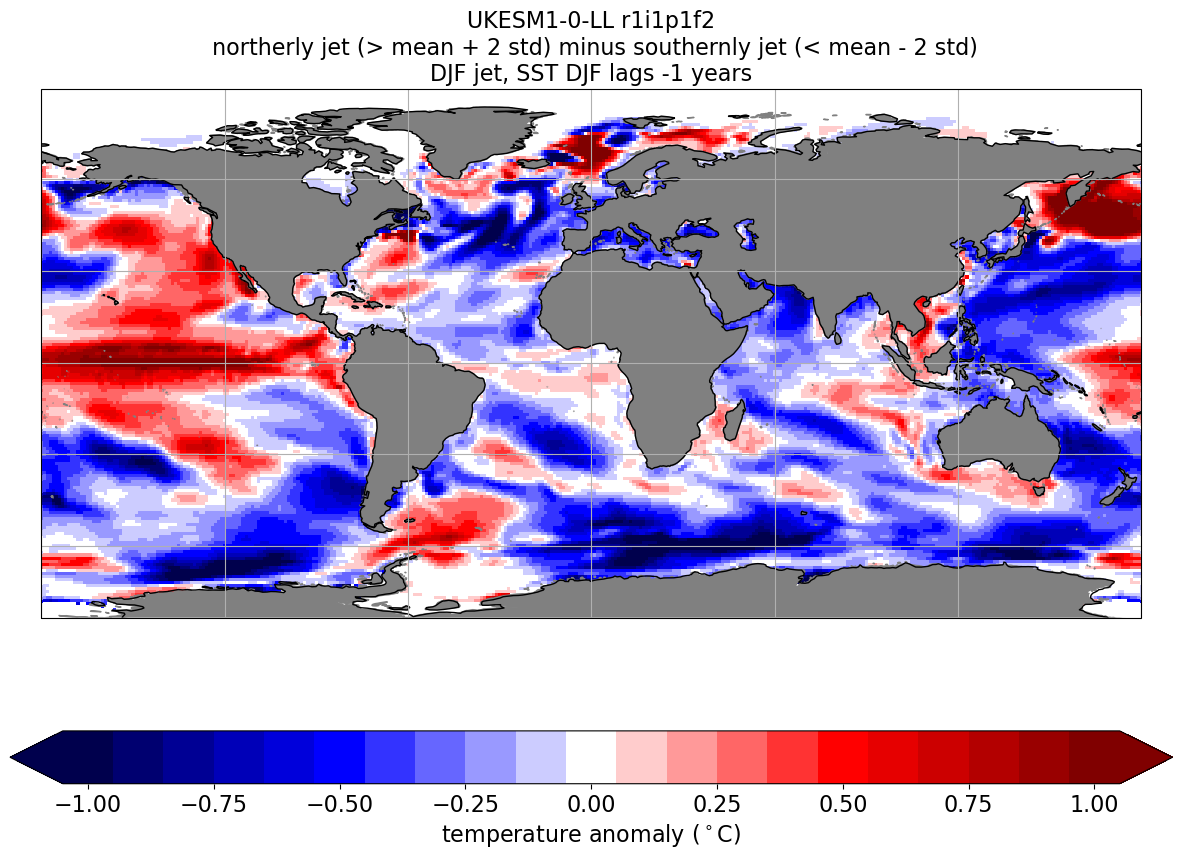 UKESM1-0-LL r1i1p1f2
northerly jet (> mean + 2 std) minus southernly jet (< mean - 2 std)
DJF jet, SST DJF lags -1 years
−1.00 −0.75 −0.50 −0.25 0.00 0.25 0.50 0.75 1.00
temperature anomaly (°C)